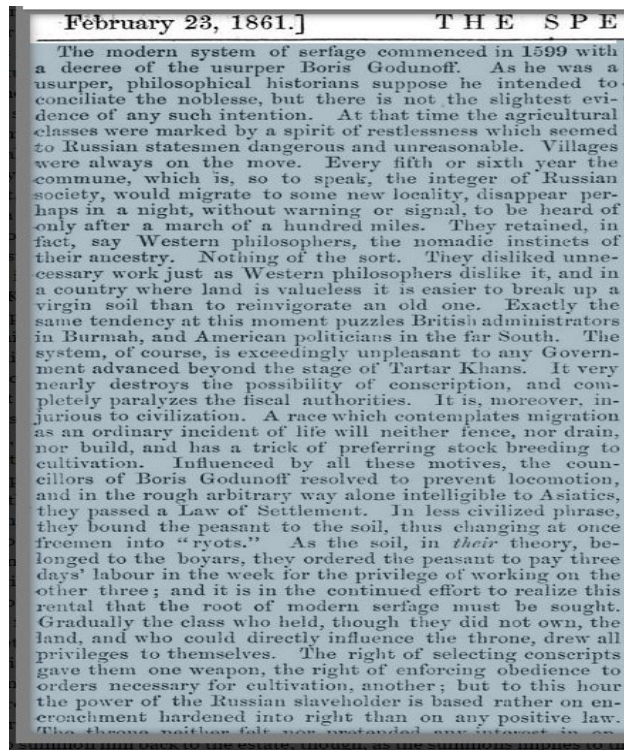 February 23, 1861.] THE SPE
The modern system of serfage commenced in 1599 with
a decree of the usurper Boris Godunoff. As he was a
usurper, philosophical historians suppose he intended to
conciliate the noblesse, but there is not the slightest evi-
dence of any such intention. At that time the agricultural
classes were marked by a spirit of restlessness which seemed
to Russian statesmen dangerous and unreasonable. Villages
were always on the move. Every fifth or sixth year the
commune, which is, so to speak, the integer of Russian
society, would migrate to some new locality, disappear per-
haps in a night, without warning or signal, to be heard of
only after a march of a hundred miles. They retained, in
fact, say Western philosophers, the nomadic instincts of
their ancestry. Nothing of the sort. They disliked unne-
cessary work just as Western philosophers dislike it, and in
a country where land is valueless it is easier to break up a
virgin soil than to reinvigorate an old one. Exactly the
same tendency at this moment puzzles British administrators
in Burmah, and American politicians in the far South. The
system, of course, is exceedingly unpleasant to any Govern-
ment advanced beyond the stage of Tartar Khans. It very
nearly destroys the possibility of conscription, and com-
pletely paralyzes the fiscal authorities. It is, moreover, in-
jurious to civilization. A race which contemplates migration
as an ordinary incident of life will neither fence, nor drain,
nor build, and has a trick of preferring stock breeding to
cultivation. Influenced by all these motives, the coun-
cillors of Boris Godunoff resolved to prevent locomotion,
and in the rough arbitrary way alone intelligible to Asiatics,
they passed a Law of Settlement. In less civilized phrase,
they bound the peasant to the soil, thus changing at once
freemen into "ryots." As the soil, in their theory, be-
longed to the boyars, they ordered the peasant to pay three
days' labour in the week for the privilege of working on the
other three; and it is in the continued effort to realize this
rental that the root of modern serfage must be sought.
Gradually the class who held, though they did not own, the
land, and who could directly influence the throne, drew all
privileges to themselves. The right of selecting conscripts
gave them one weapon, the right of enforcing obedience to
orders necessary for cultivation, another; but to this hour
the power of the Russian slaveholder is based rather on en-
croachment hardened into right than on any positive law.
The throne neither felt nor pretended any interest in